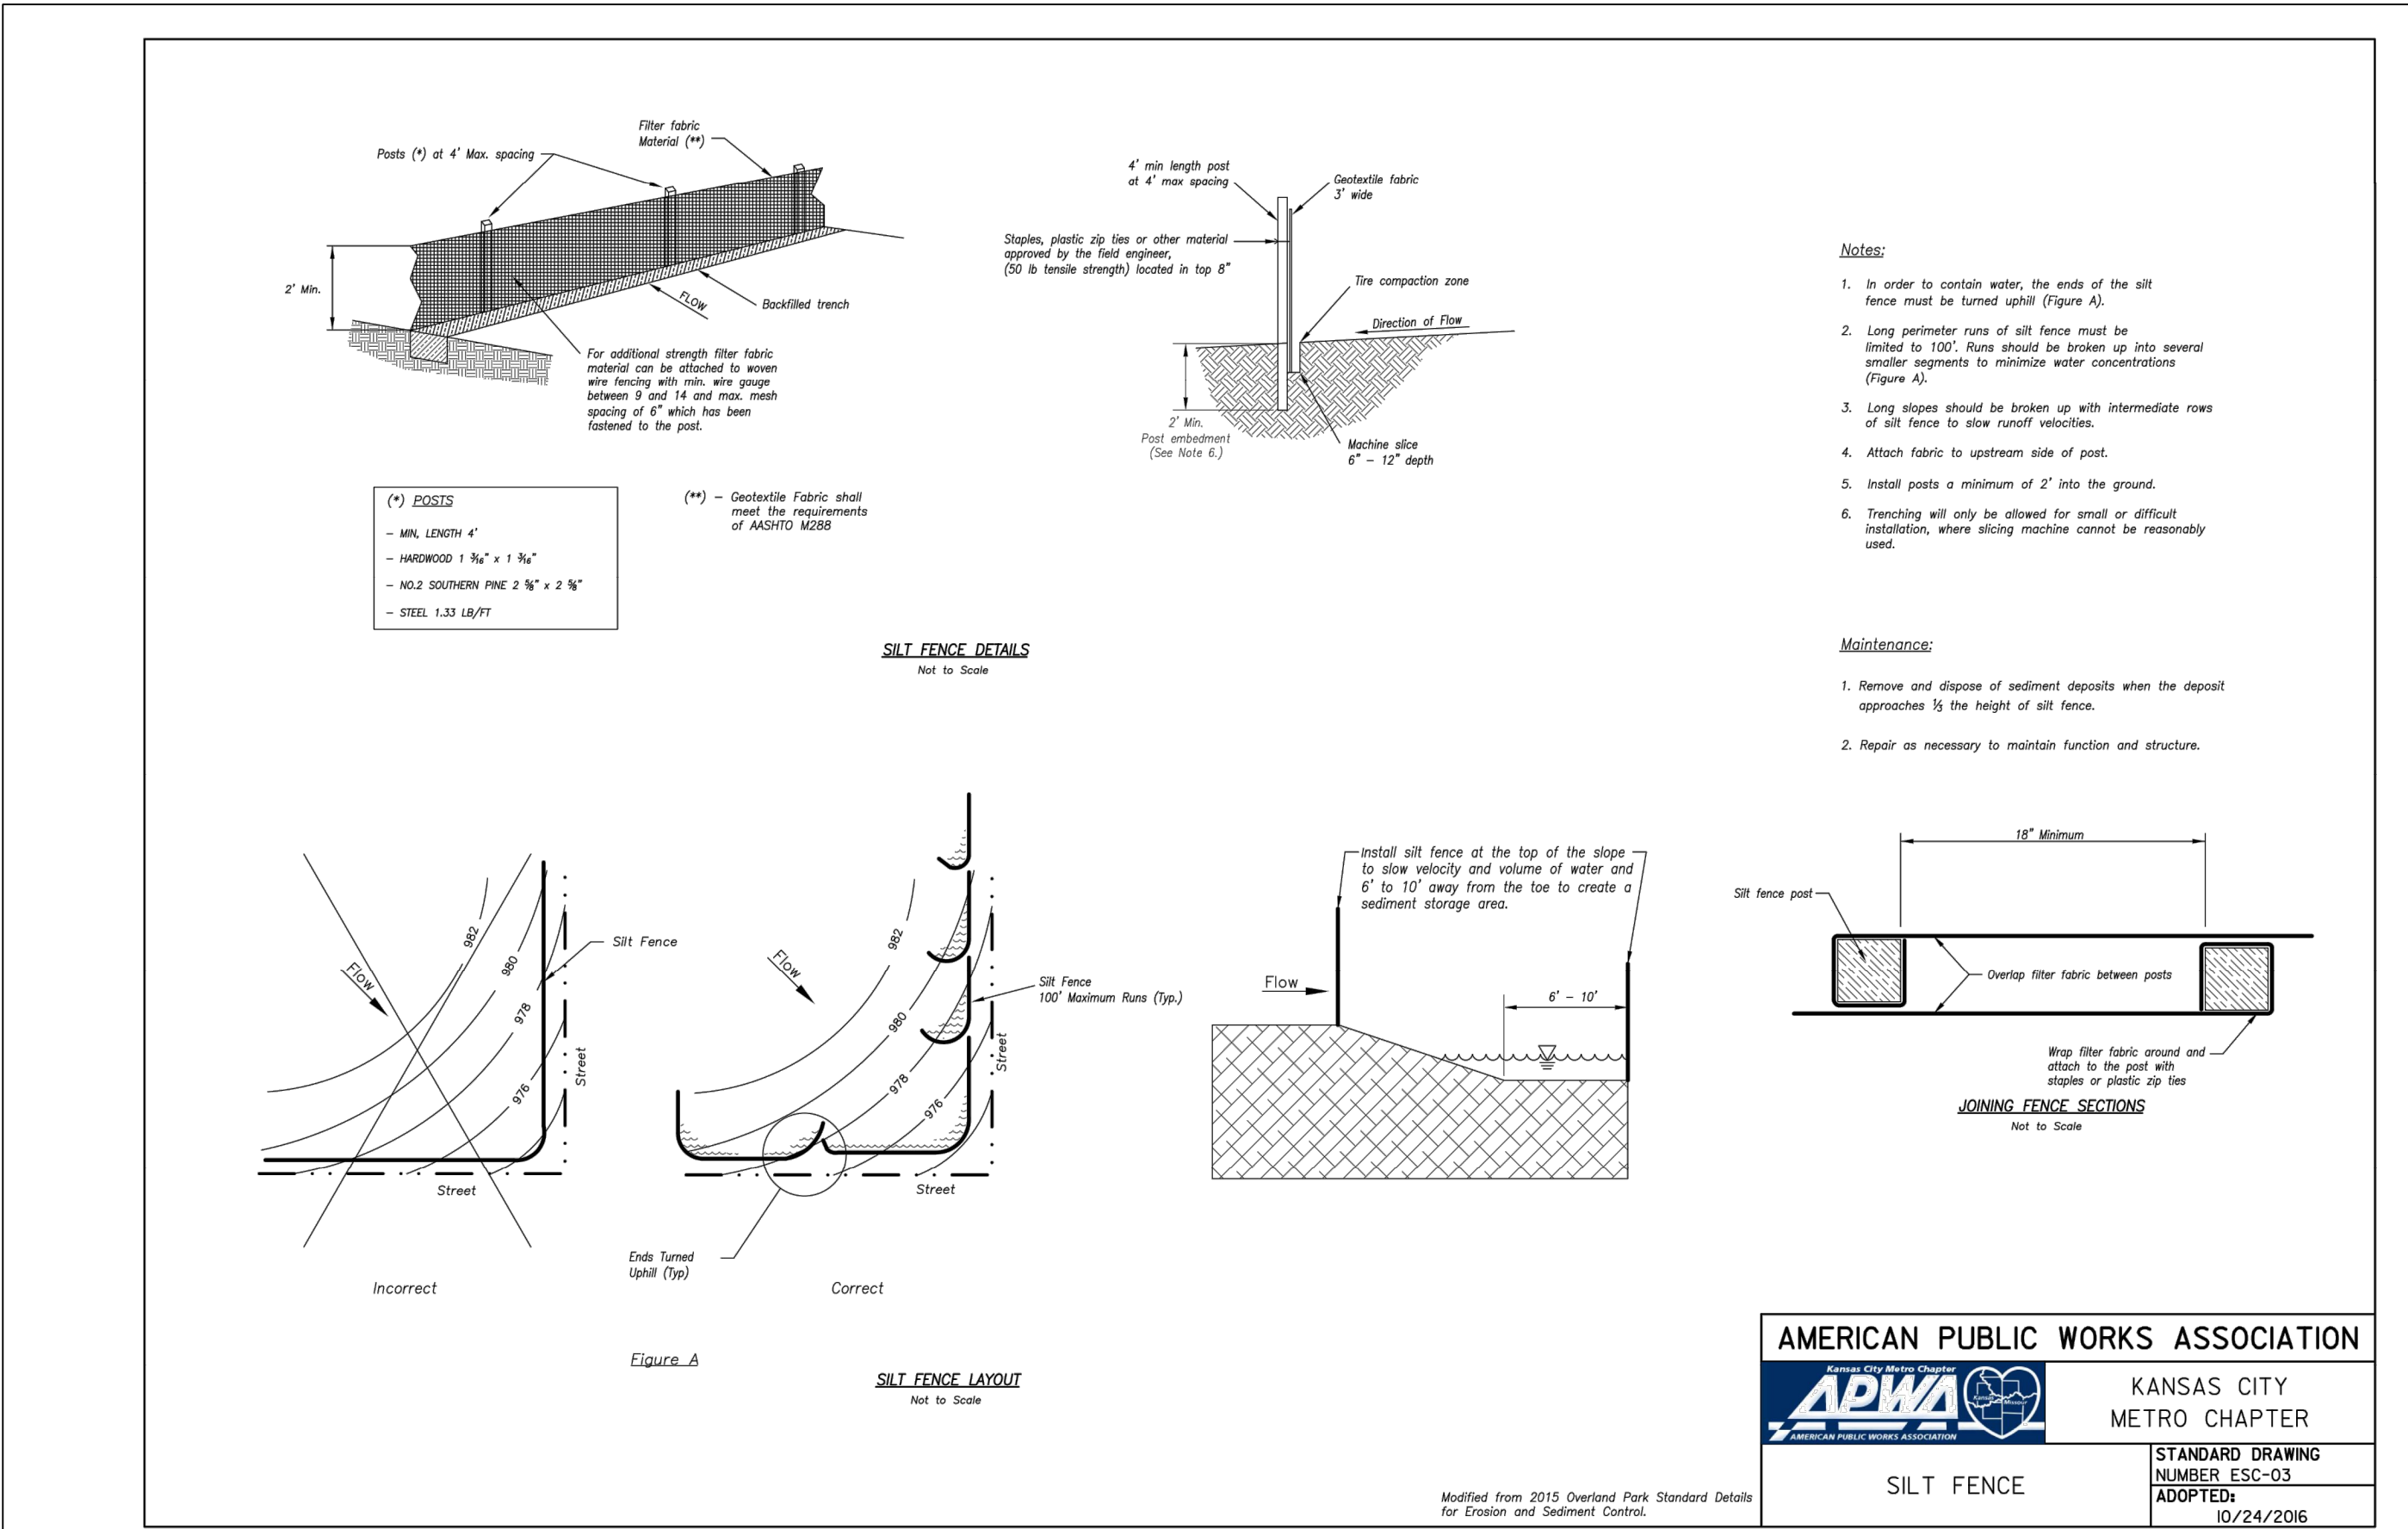 Filter fabric
Material (**)
Posts (*) at 4' Max. spacing
2' Min.
FLOW
Backfilled trench
For additional strength filter fabric
material can be attached to woven
wire fencing with min. wire gauge
between 9 and 14 and max. mesh
spacing of 6" which has been
fastened to the post.
4' min length post
at 4' max spacing
Geotextile fabric
3' wide
Staples, plastic zip ties or other material
approved by the field engineer,
(50 lb tensile strength) located in top 8"
Tire compaction zone
Direction of Flow
2' Min.
Post embedment
(See Note 6.)
Machine slice
6" – 12" depth
(*) POSTS
– MIN, LENGTH 4'
– HARDWOOD 1 3/16" x 1 3/16"
– NO.2 SOUTHERN PINE 2 5/8" x 2 5/8"
– STEEL 1.33 LB/FT
(**) – Geotextile Fabric shall
meet the requirements
of AASHTO M288
SILT FENCE DETAILS
Not to Scale
Notes:
1. In order to contain water, the ends of the silt
fence must be turned uphill (Figure A).
2. Long perimeter runs of silt fence must be
limited to 100'. Runs should be broken up into several
smaller segments to minimize water concentrations
(Figure A).
3. Long slopes should be broken up with intermediate rows
of silt fence to slow runoff velocities.
4. Attach fabric to upstream side of post.
5. Install posts a minimum of 2' into the ground.
6. Trenching will only be allowed for small or difficult
installation, where slicing machine cannot be reasonably
used.
Maintenance:
1. Remove and dispose of sediment deposits when the deposit
approaches 1/3 the height of silt fence.
2. Repair as necessary to maintain function and structure.
982
980
978
976
Flow
Silt Fence
Street
Street
Incorrect
982
980
978
976
Flow
Silt Fence
100' Maximum Runs (Typ.)
Street
Street
Ends Turned
Uphill (Typ)
Correct
Figure A
SILT FENCE LAYOUT
Not to Scale
Install silt fence at the top of the slope
to slow velocity and volume of water and
6' to 10' away from the toe to create a
sediment storage area.
Flow
6' – 10'
18" Minimum
Silt fence post
Overlap filter fabric between posts
Wrap filter fabric around and
attach to the post with
staples or plastic zip ties
JOINING FENCE SECTIONS
Not to Scale
Modified from 2015 Overland Park Standard Details
for Erosion and Sediment Control.
AMERICAN PUBLIC WORKS ASSOCIATION
Kansas City Metro Chapter
APWA
Kansas
Missouri
AMERICAN PUBLIC WORKS ASSOCIATION
KANSAS CITY
METRO CHAPTER
SILT FENCE
STANDARD DRAWING
NUMBER ESC-03
ADOPTED:
10/24/2016